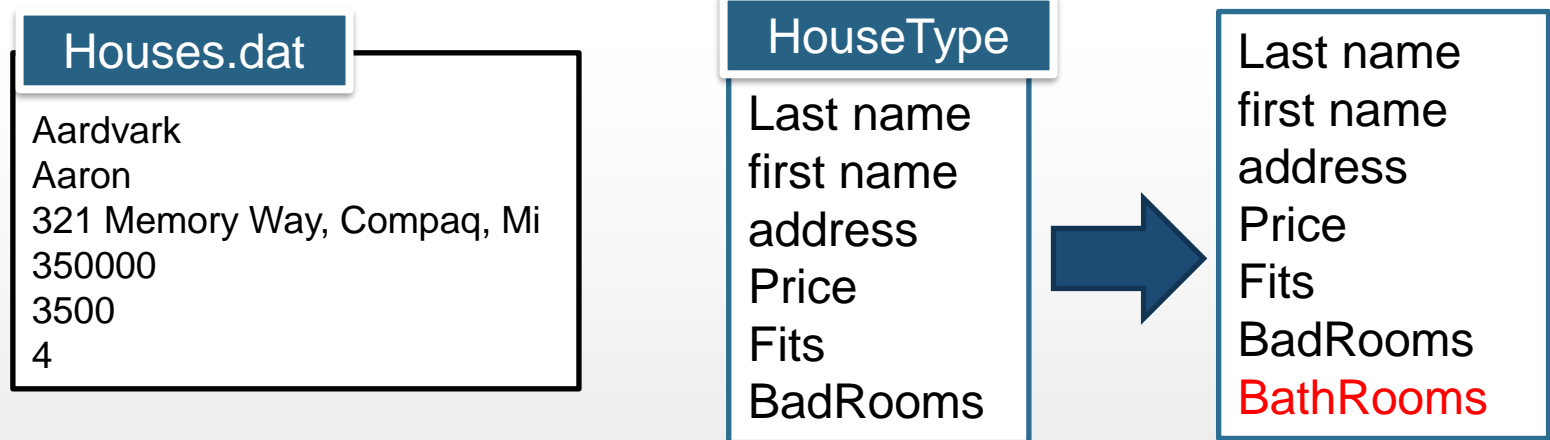 Houses.dat
Aardvark
Aaron
321 Memory Way, Compaq, Mi
350000
3500
4
HouseType
Last name
first name
address
Price
Fits
BadRooms
Last name
first name
address
Price
Fits
BadRooms
BathRooms